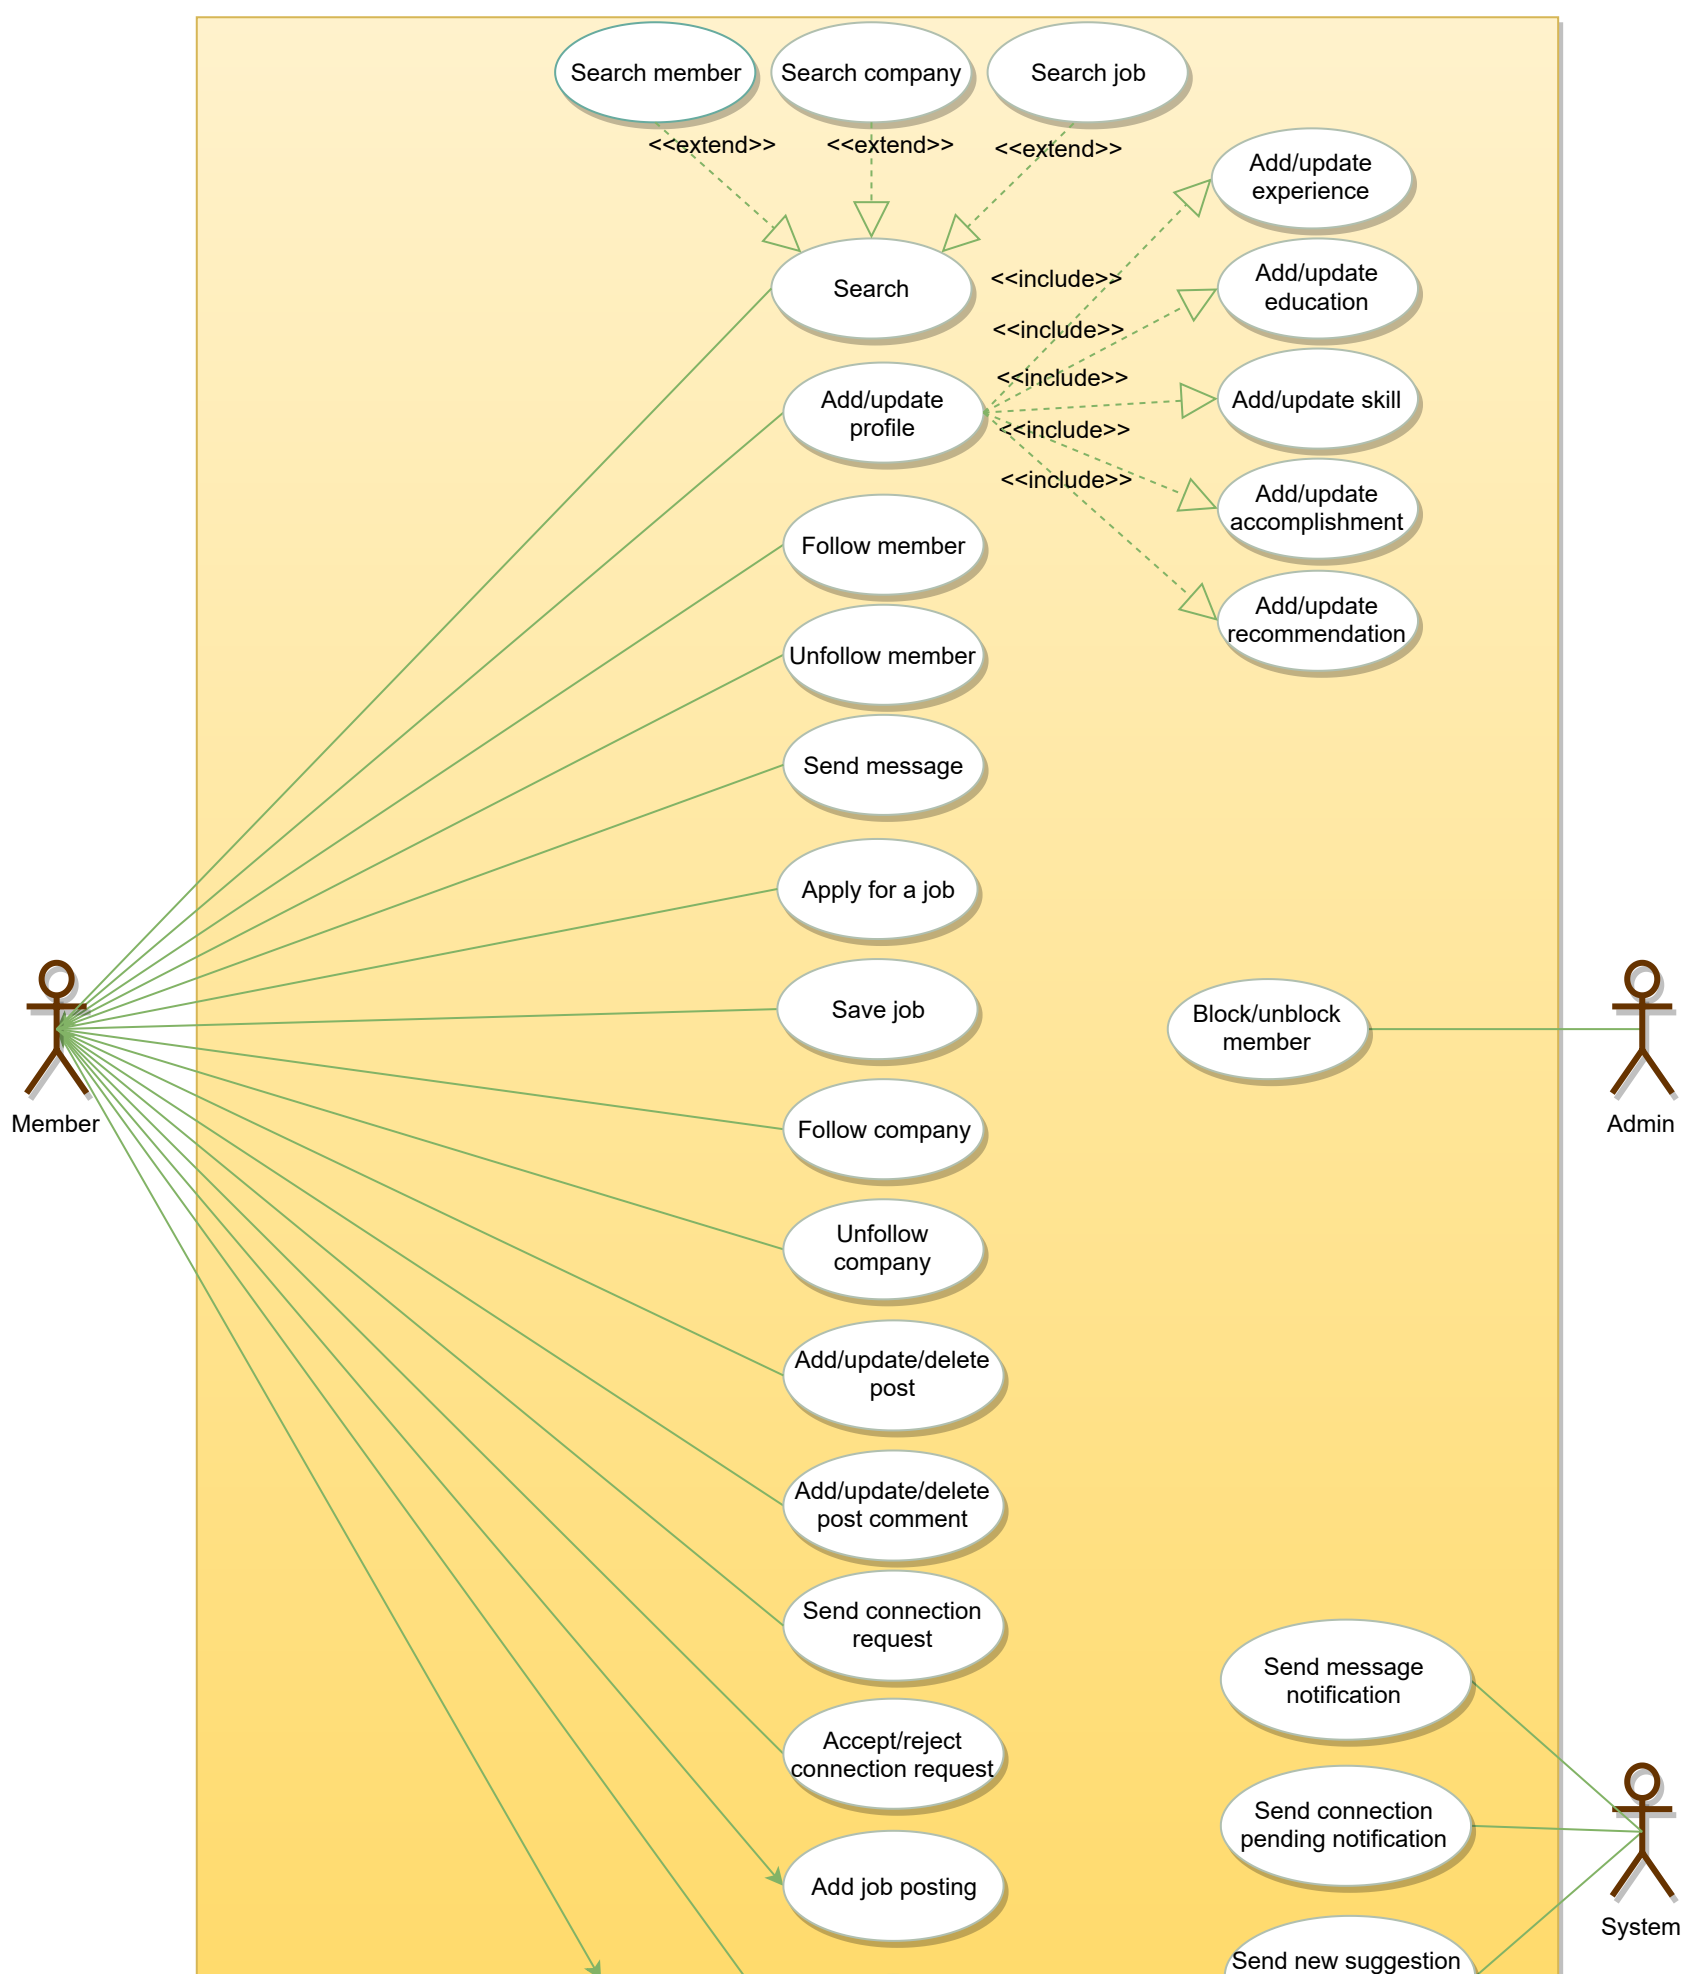 Search member
Search company
Search job
<<extend>>
<<extend>>
<<extend>>
Add/update
experience
Search
<<include>>
Add/update
education
<<include>>
Add/update
profile
<<include>>
Add/update skill
<<include>>
<<include>>
Add/update
accomplishment
Follow member
Add/update
recommendation
Unfollow member
Send message
Apply for a job
Save job
Block/unblock
member
Member
Admin
Follow company
Unfollow
company
Add/update/delete
post
Add/update/delete
post comment
Send connection
request
Send message
notification
Accept/reject
connection request
Send connection
pending notification
Add job posting
System
Send new suggestion